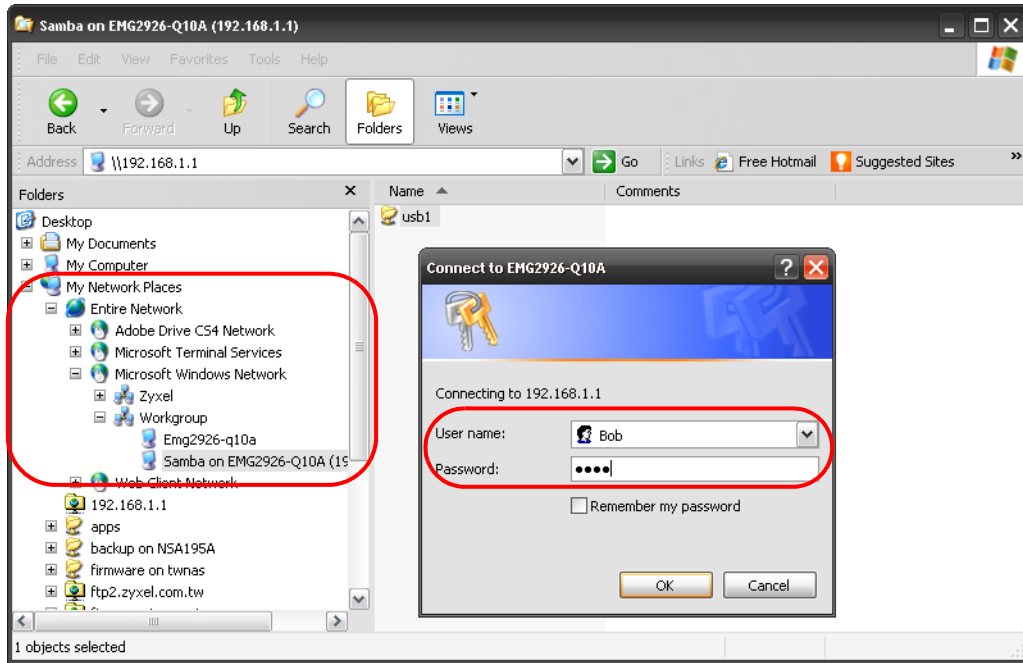 Samba on EMG2926-Q10A (192.168.1.1)
File Edit View Favorites Tools Help
Back Forward Up Search Folders Views
Address \\192.168.1.1 Go Links Free Hotmail Suggested Sites »
Folders
Name Comments
Desktop
My Documents
My Computer
My Network Places
Entire Network
Adobe Drive CS4 Network
Microsoft Terminal Services
Microsoft Windows Network
Zyxel
Workgroup
Emg2926-q10a
Samba on EMG2926-Q10A (19
Web Client Network
192.168.1.1
apps
backup on NSA195A
firmware on twnas
ftp2.zyxel.com.tw
usb1
Connect to EMG2926-Q10A
Connecting to 192.168.1.1
User name: Bob
Password: ●●●●
Remember my password
OK Cancel
1 objects selected